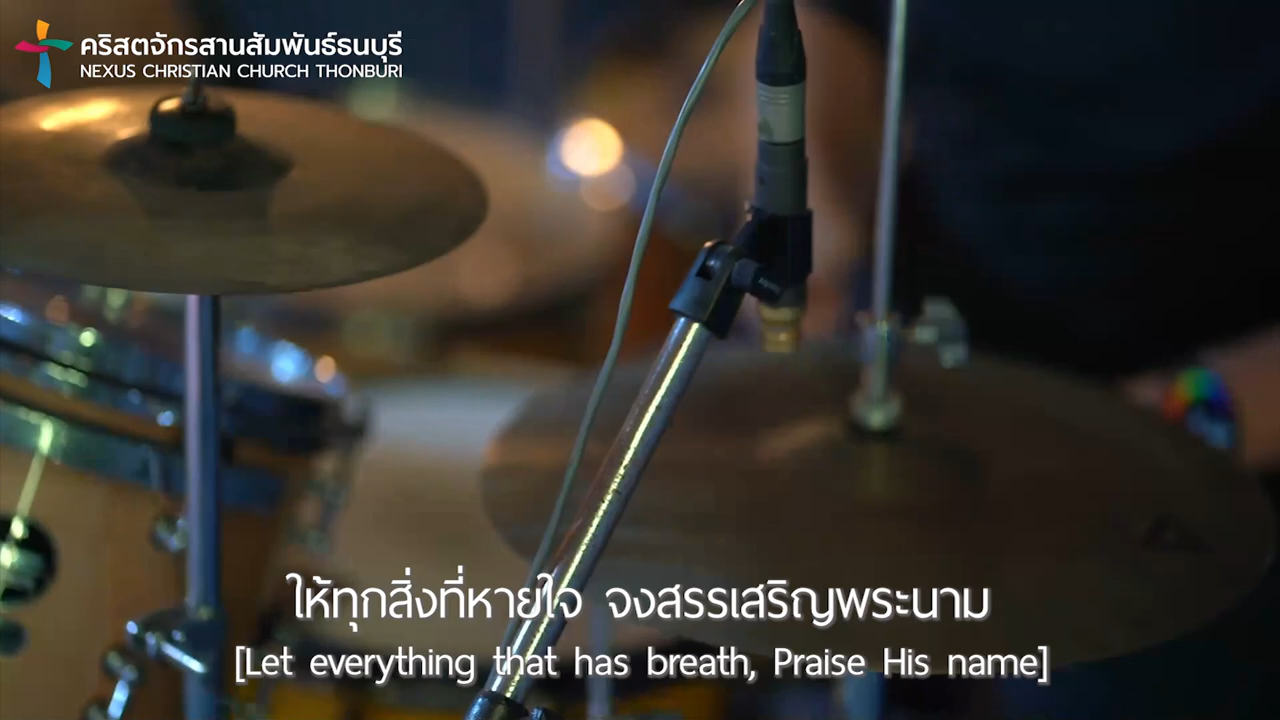 คริสตจักรสานสัมพันธ์ธนบุรี
NEXUS CHRISTIAN CHURCH THONBURI
ให้ทุกสิ่งที่หายใจ จงสรรเสริญพระนาม
[Let everything that has breath, Praise His name]